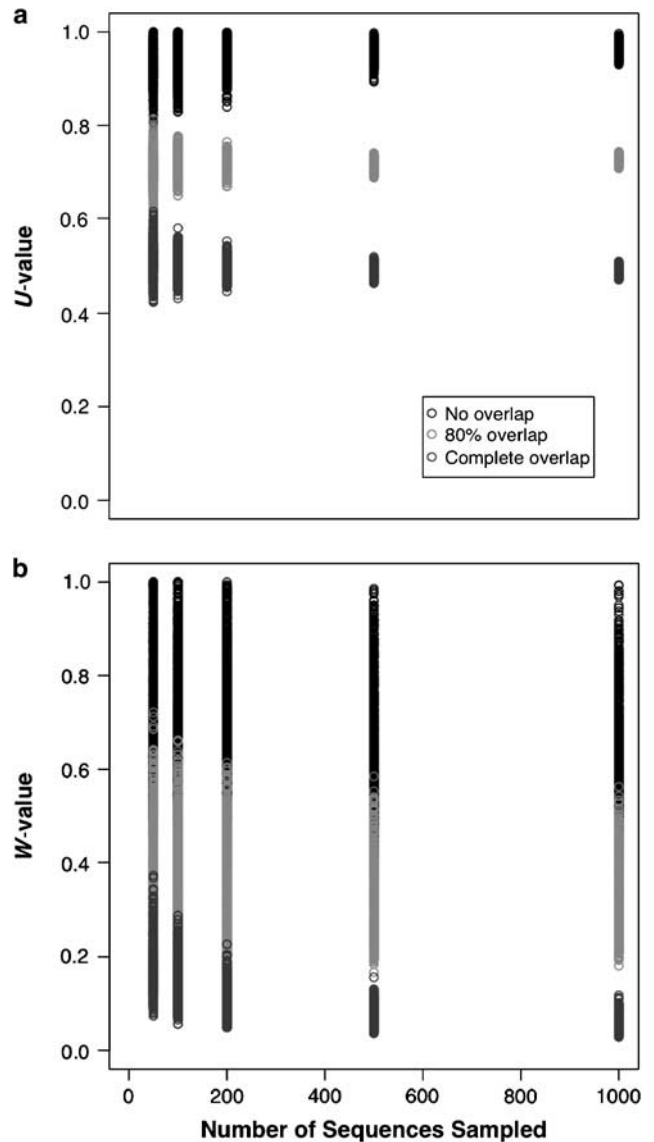 a
1.0
0.8
0.6
0.4
0.2
0.0
U-value
No overlap
80% overlap
Complete overlap
b
1.0
0.8
0.6
0.4
0.2
0.0
W-value
0 200 400 600 800 1000
Number of Sequences Sampled